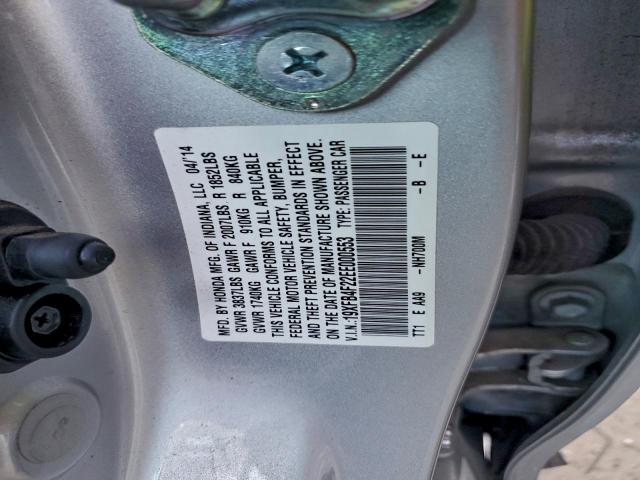 MFD. BY HONDA MFG. OF INDIANA, LLC 04/14
GVWR 3837LBS GAWR F 2007LBS R 1852LBS
GVWR 1740KG GAWR F 910KG R 840KG
THIS VEHICLE CONFORMS TO ALL APPLICABLE
FEDERAL MOTOR VEHICLE SAFETY, BUMPER,
AND THEFT PREVENTION STANDARDS IN EFFECT
ON THE DATE OF MANUFACTURE SHOWN ABOVE.
V.I.N.:19XFB4F22EE000553 TYPE: PASSENGER CAR
TT1 E AA9 -NH700M -B -E